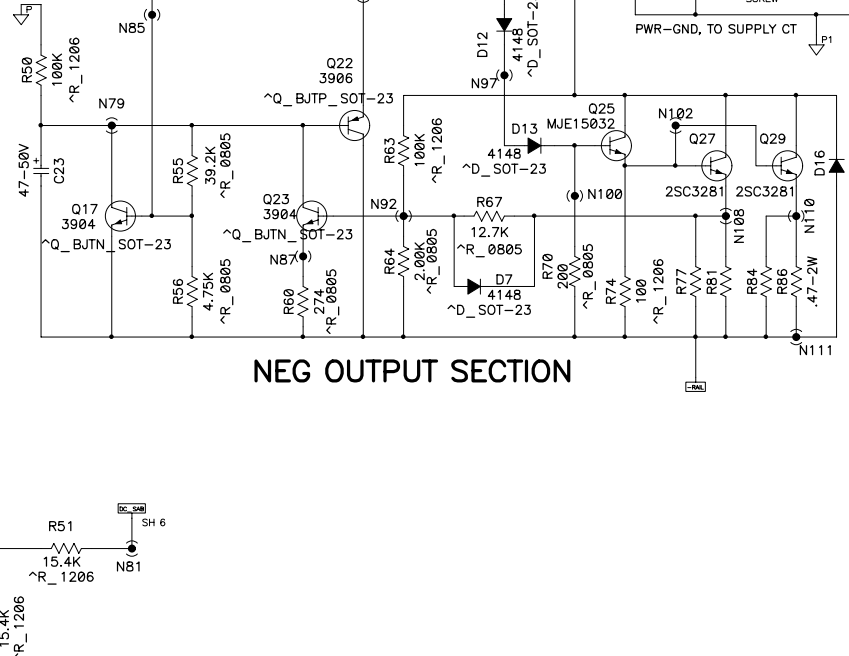 SCREW
PWR-GND, TO SUPPLY CT
P
P1
N85
R50
100K
^R_1206
N79
Q22
3906
^Q_BJTP_SOT-23
D12
4148
^D_SOT-23
N97
Q25
MJE15032
N102
Q27
2SC3281
Q29
2SC3281
D16
47-50V
+
C23
Q17
3904
^Q_BJTN_SOT-23
R55
39.2K
^R_0805
R63
100K
^R_1206
D13
4148
^D_SOT-23
Q23
3904
^Q_BJTN_SOT-23
N92
R67
12.7K
^R_0805
N100
N108
N110
N87
R56
4.75K
^R_0805
R60
274
^R_0805
R64
2.00K
^R_0805
D7
4148
^D_SOT-23
R70
200
^R_0805
R74
100
^R_1206
R77
R81
R84
R86
.47-2W
N111
NEG OUTPUT SECTION
-RAIL
DC_SAB
SH 6
R51
15.4K
^R_1206
N81
15.4K
^R_1206